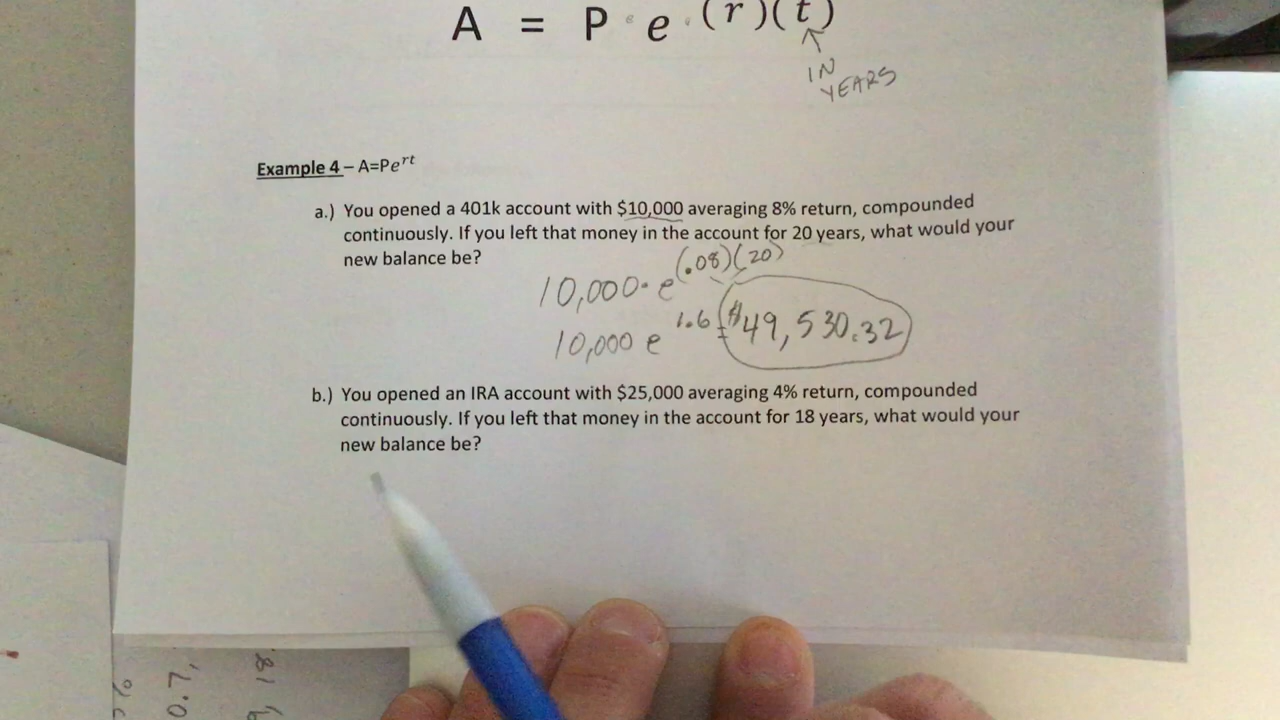 A = P · e · (r)(t)
IN
YEARS
Example 4 – A=Pe^rt
a.) You opened a 401k account with $10,000 averaging 8% return, compounded
continuously. If you left that money in the account for 20 years, what would your
new balance be?
10,000 · e^(.08)(20)
10,000 e^1.6 = $49,530.32
b.) You opened an IRA account with $25,000 averaging 4% return, compounded
continuously. If you left that money in the account for 18 years, what would your
new balance be?